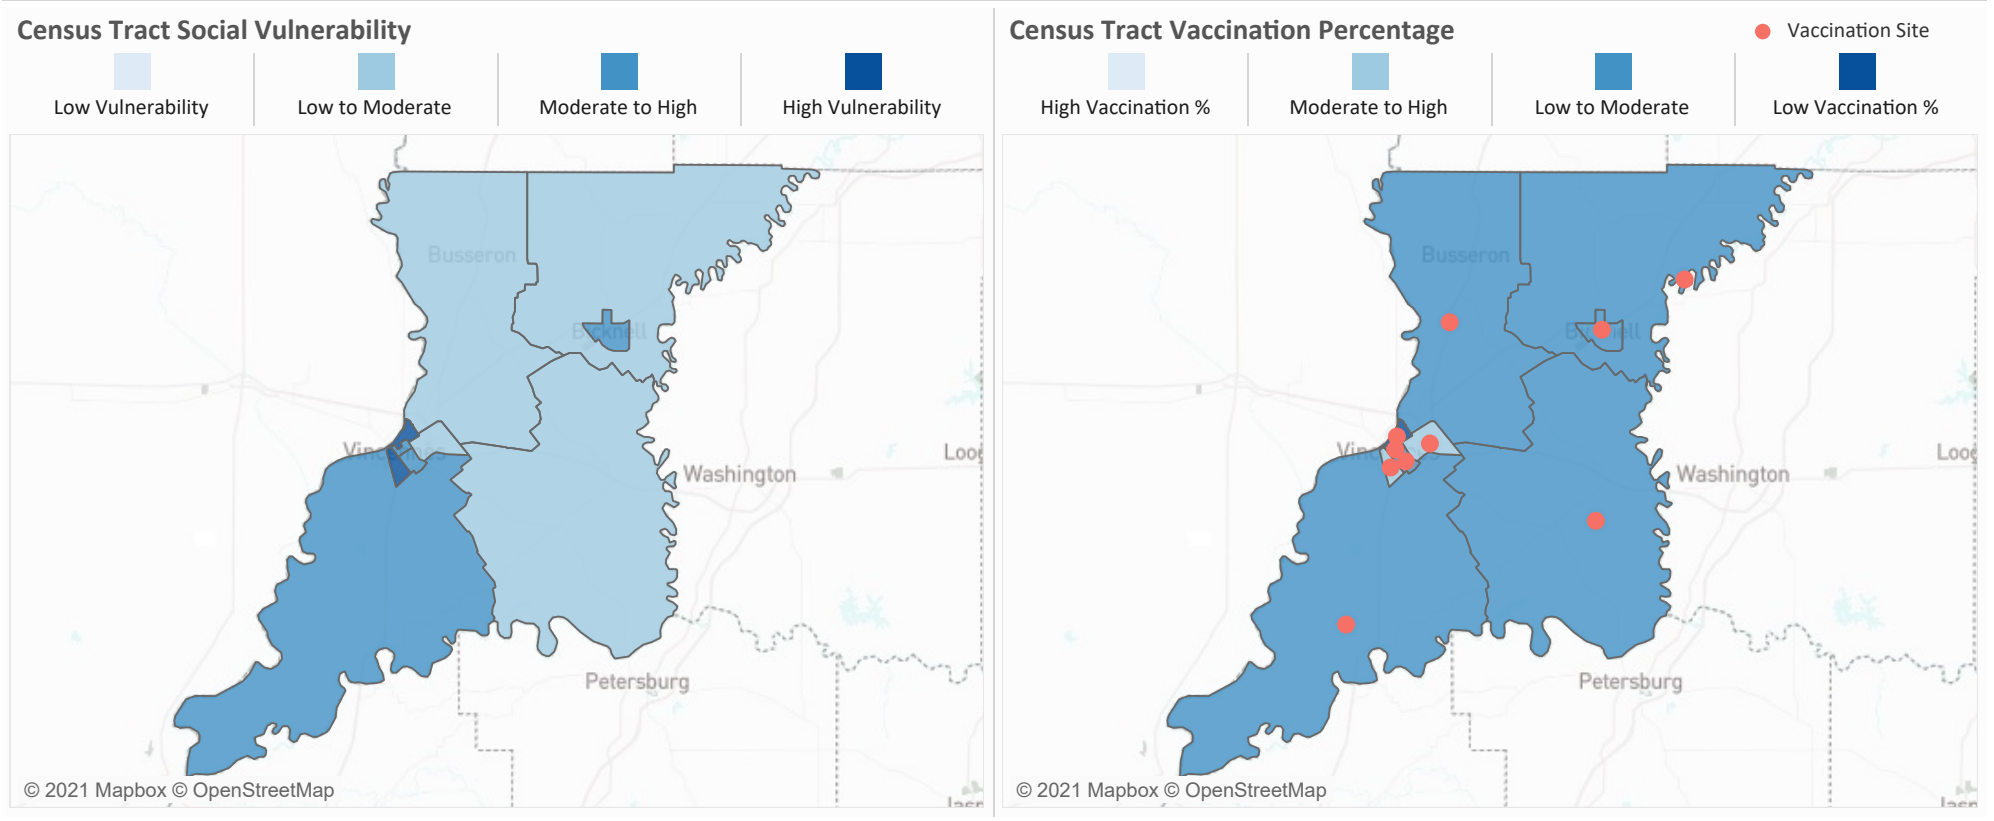 Census Tract Social Vulnerability
Low Vulnerability
Low to Moderate
Moderate to High
High Vulnerability
Busseron
Bicknell
Washington
Petersburg
© 2021 Mapbox © OpenStreetMap
Census Tract Vaccination Percentage
Vaccination Site
High Vaccination %
Moderate to High
Low to Moderate
Low Vaccination %
Busseron
Washington
Petersburg
© 2021 Mapbox © OpenStreetMap